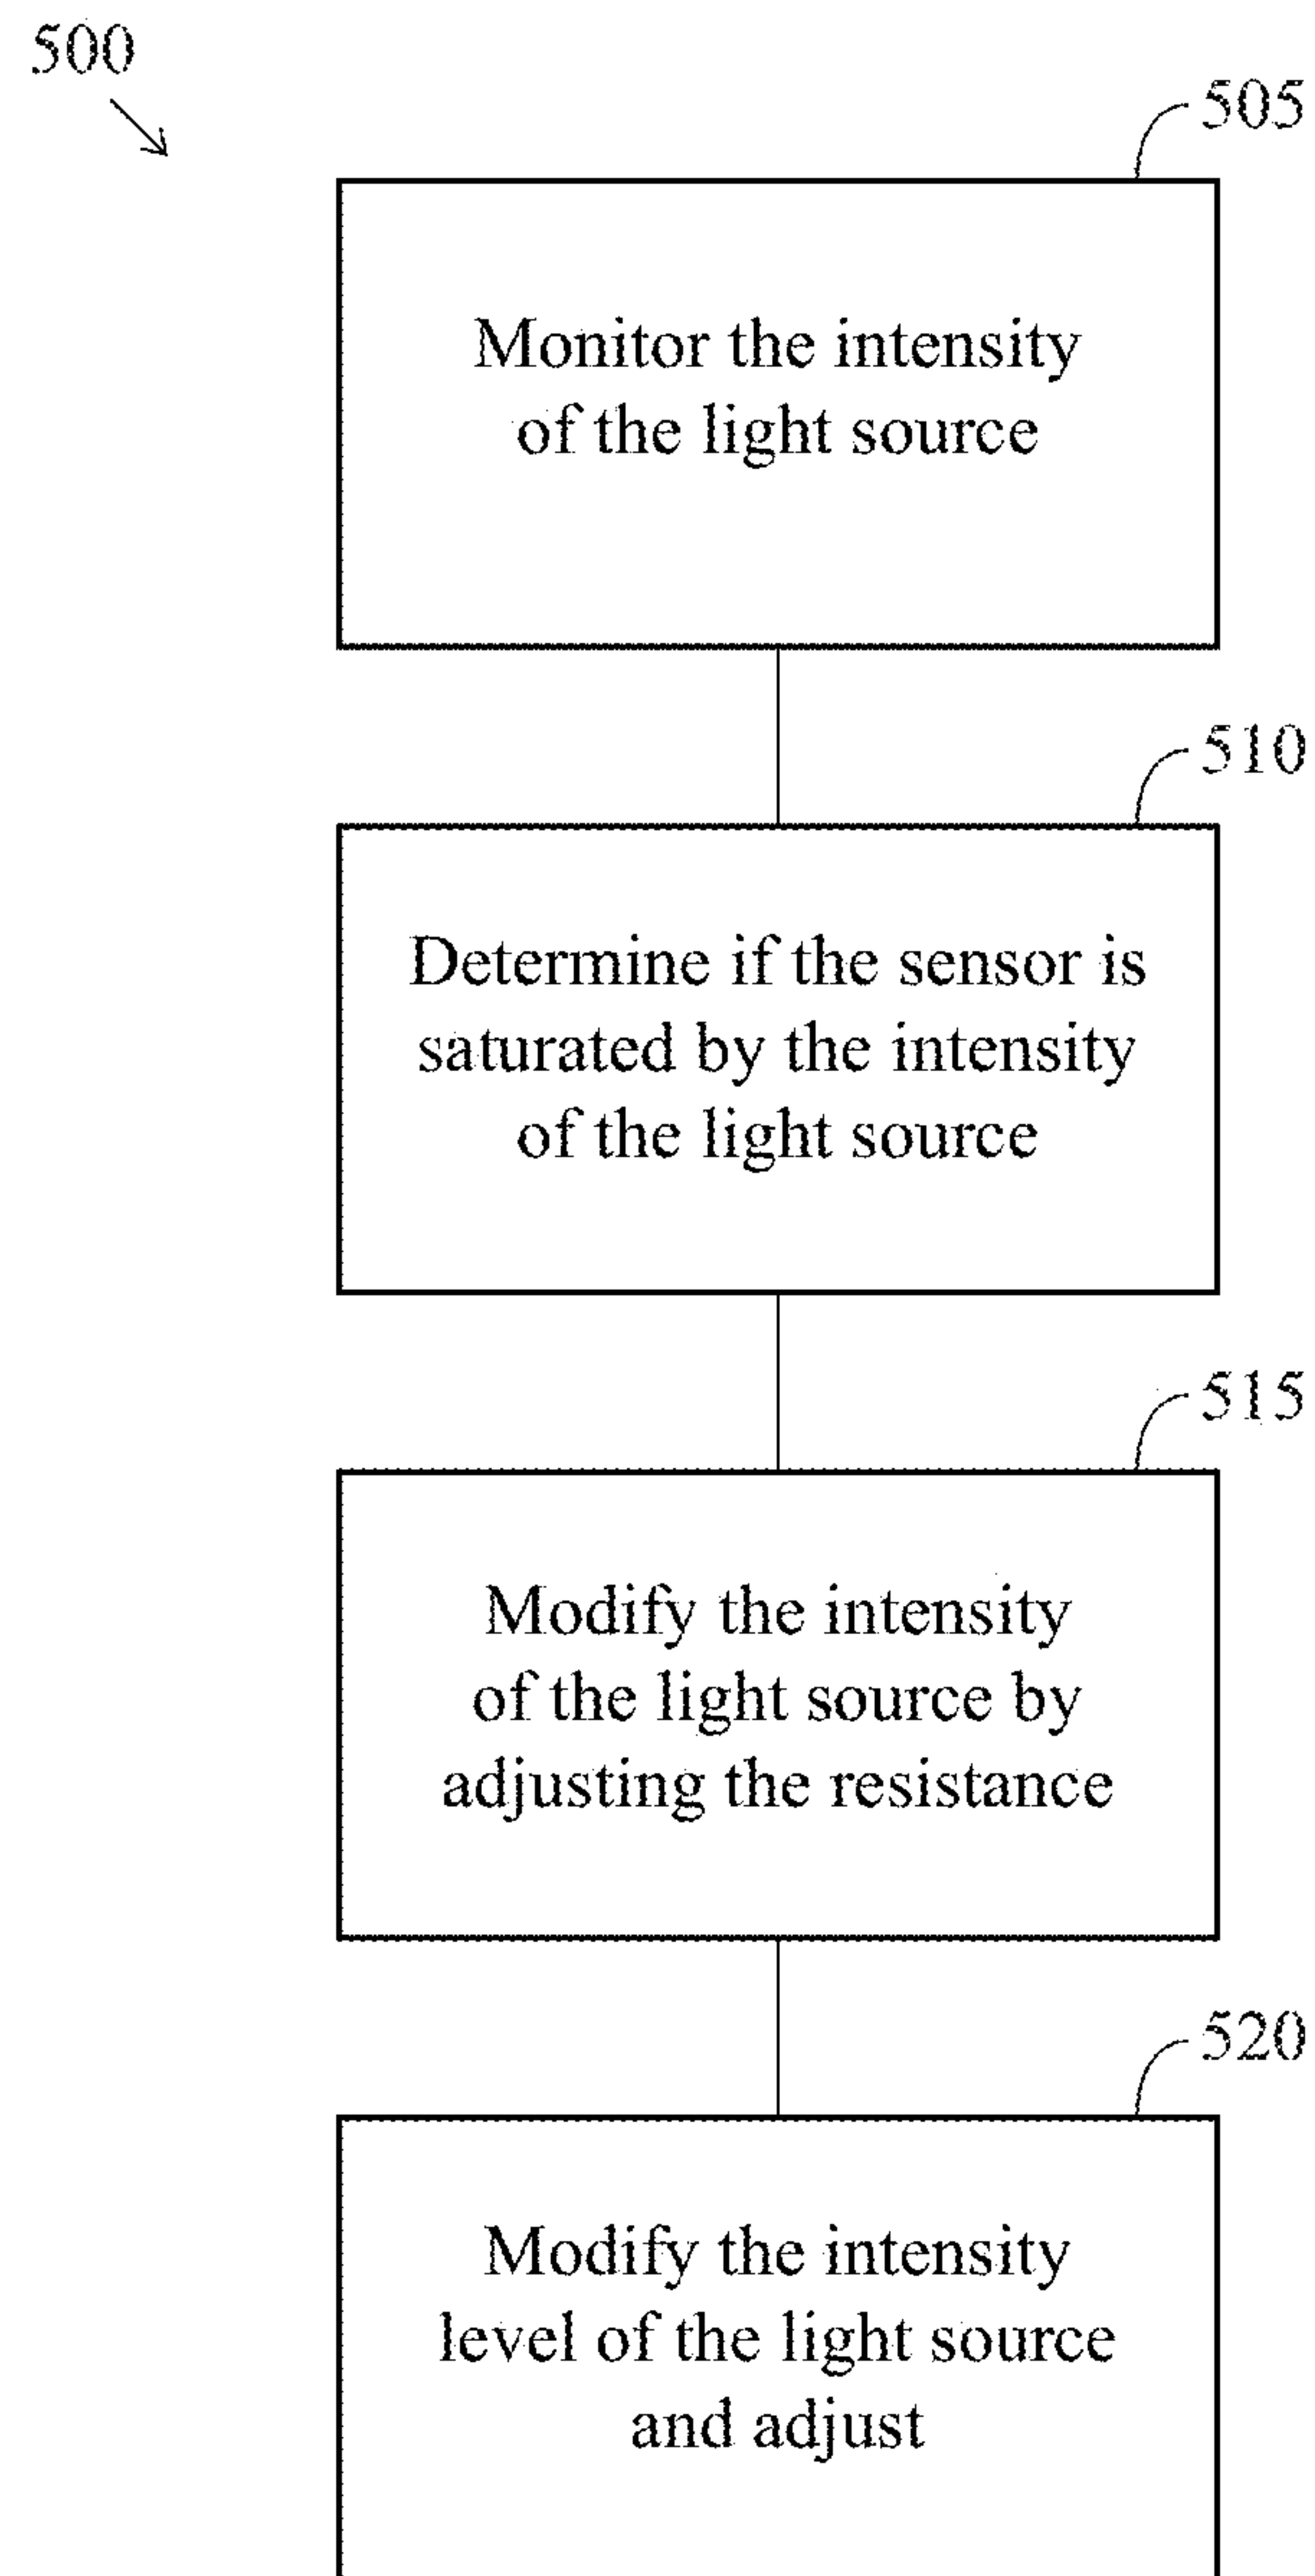 500
505
Monitor the intensity
of the light source
510
Determine if the sensor is
saturated by the intensity
of the light source
515
Modify the intensity
of the light source by
adjusting the resistance
520
Modify the intensity
level of the light source
and adjust